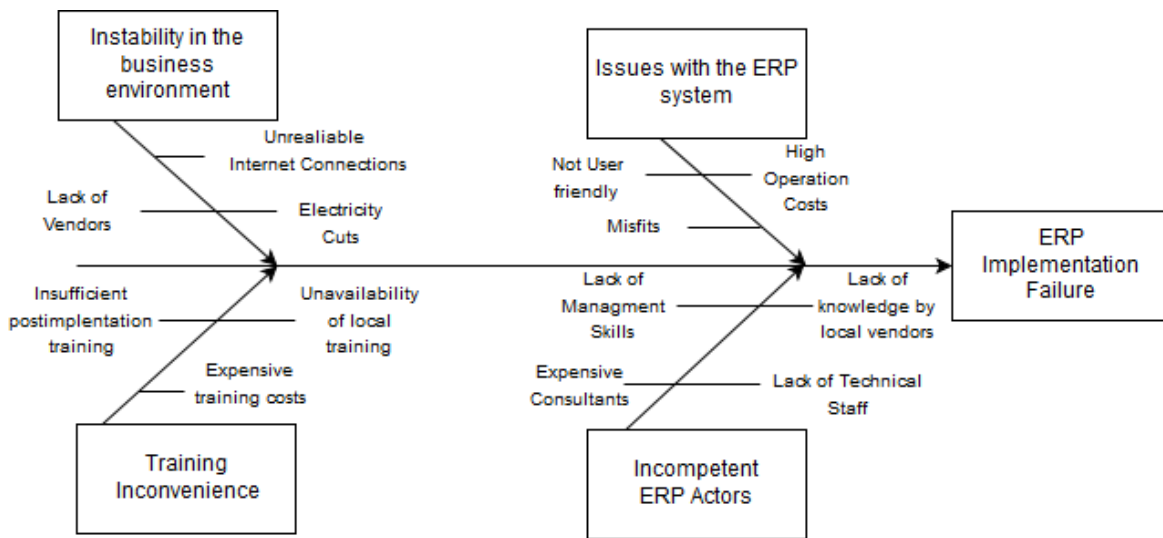 Instability in the
business
environment
Issues with the ERP
system
Unrealiable
Internet Connections
Lack of
Vendors
Electricity
Cuts
Not User
friendly
High
Operation
Costs
Misfits
ERP
Implementation
Failure
Insufficient
postimplentation
training
Unavailability
of local
training
Expensive
training costs
Lack of
Managment
Skills
Lack of
knowledge by
local vendors
Expensive
Consultants
Lack of Technical
Staff
Training
Inconvenience
Incompetent
ERP Actors